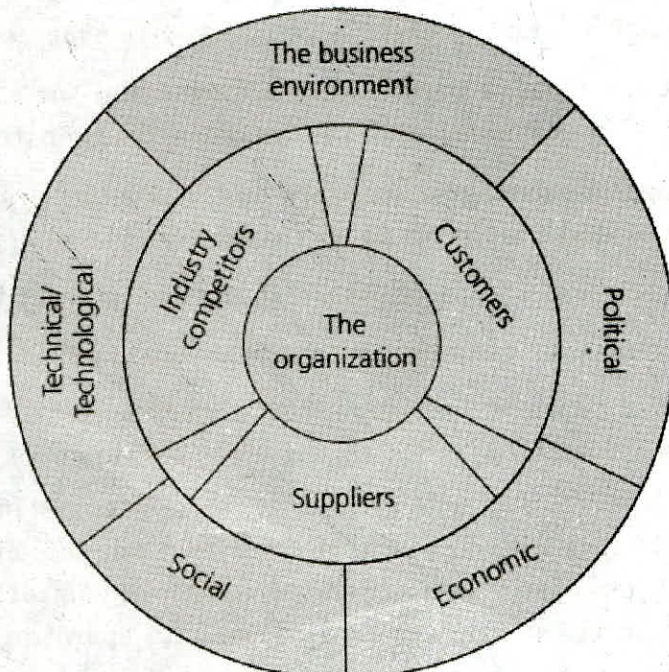 The business
environment
Industry
competitors
Customers
Technical/
Technological
The
organization
Political
Suppliers
Social
Economic